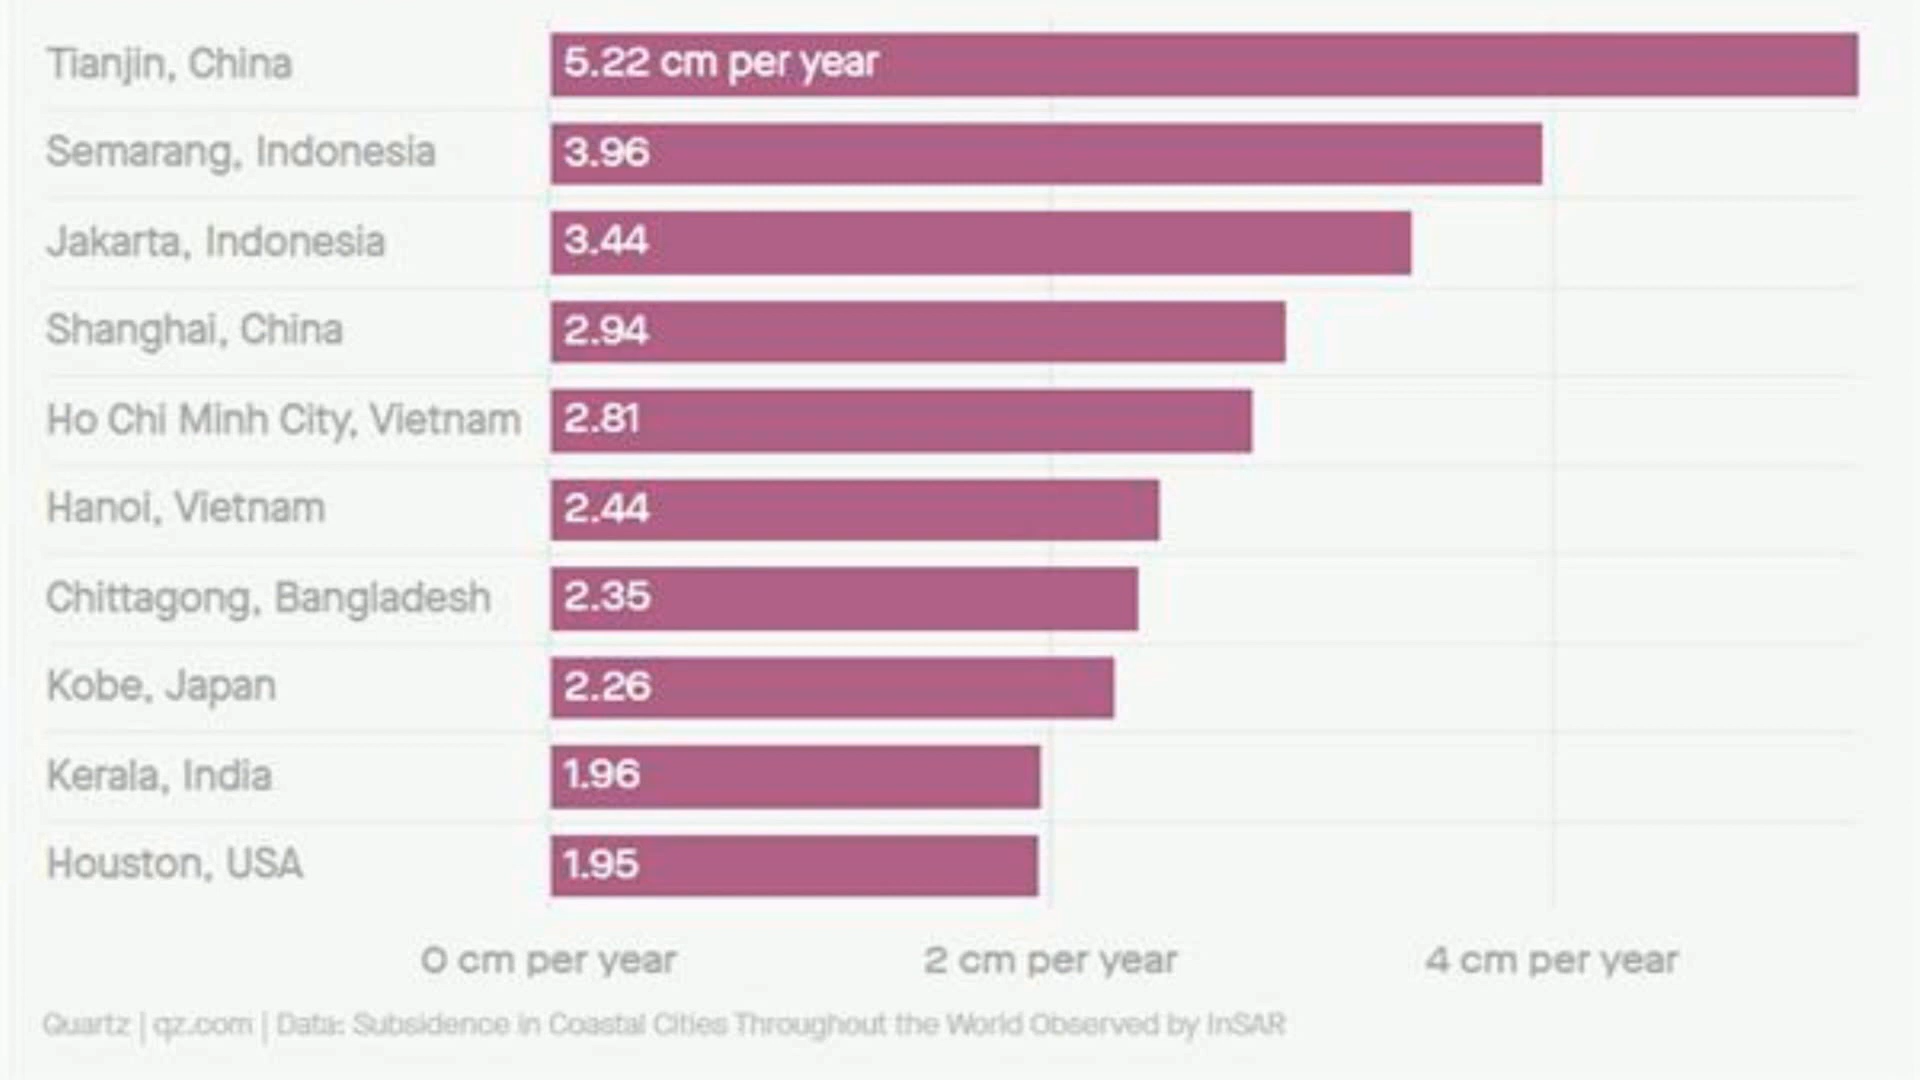 Tianjin, China 5.22 cm per year
Semarang, Indonesia 3.96
Jakarta, Indonesia 3.44
Shanghai, China 2.94
Ho Chi Minh City, Vietnam 2.81
Hanoi, Vietnam 2.44
Chittagong, Bangladesh 2.35
Kobe, Japan 2.26
Kerala, India 1.96
Houston, USA 1.95
0 cm per year 2 cm per year 4 cm per year
Quartz | qz.com | Data: Subsidence in Coastal Cities Throughout the World Observed by InSAR